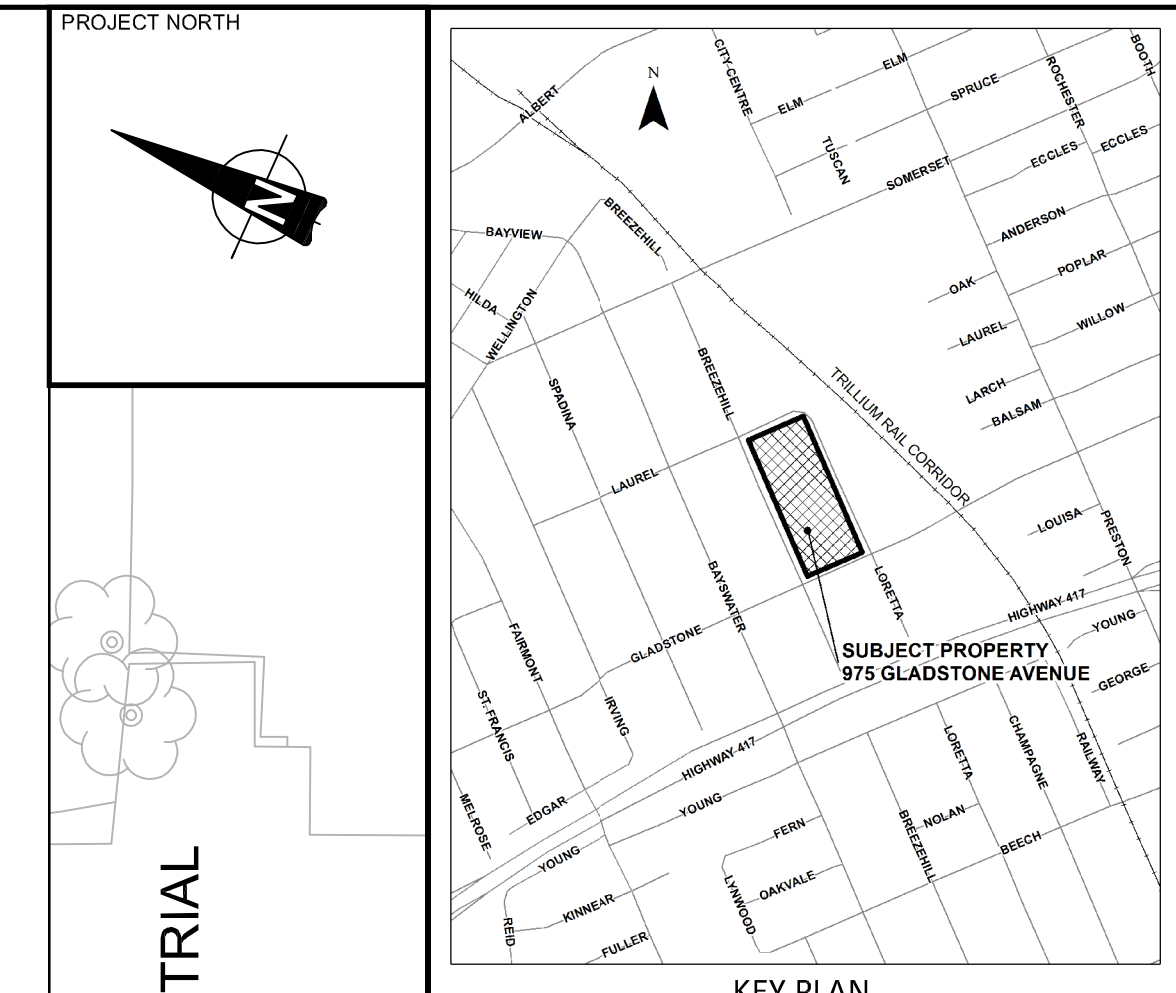 PROJECT NORTH
N
TRIAL
N
ALBERT
CITY CENTRE
ELM
ELM
BOOTH
ROCHESTER
SPRUCE
TUSCAN
SOMERSET
ECCLES
ECCLES
BREEZEHILL
BAYVIEW
ANDERSON
POPLAR
OAK
HILDA
WELLINGTON
LAUREL
WILLOW
BREEZEHILL
SPADINA
LARCH
BALSAM
TRILLIUM RAIL CORRIDOR
LAUREL
LOUISA
PRESTON
BAYSWATER
LORETTA
HIGHWAY 417
YOUNG
GLADSTONE
FAIRMONT
SUBJECT PROPERTY
975 GLADSTONE AVENUE
GEORGE
ST. FRANCIS
IRVING
HIGHWAY 417
LORETTA
CHAMPAGNE
RAILWAY
MELROSE
EDGAR
YOUNG
FERN
NOLAN
BREEZEHILL
BEECH
YOUNG
OAKVALE
LYNWOOD
KINNEAR
REID
FULLER
KEY PLAN